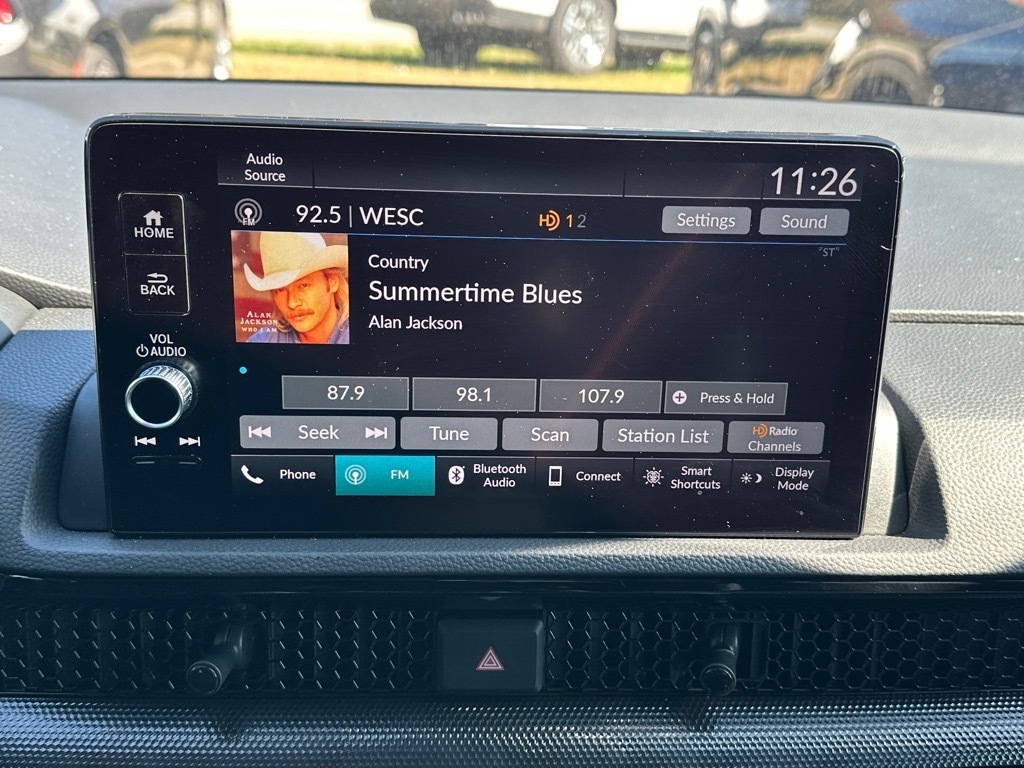 Audio
Source
11:26
HOME
BACK
VOL
AUDIO
FM
92.5 | WESC
HD 1 2
Settings
Sound
"ST"
ALAN
JACKSON
WHO I AM
Country
Summertime Blues
Alan Jackson
87.9
98.1
107.9
Press & Hold
Seek
Tune
Scan
Station List
HD Radio
Channels
Phone
FM
Bluetooth
Audio
Connect
Smart
Shortcuts
Display
Mode